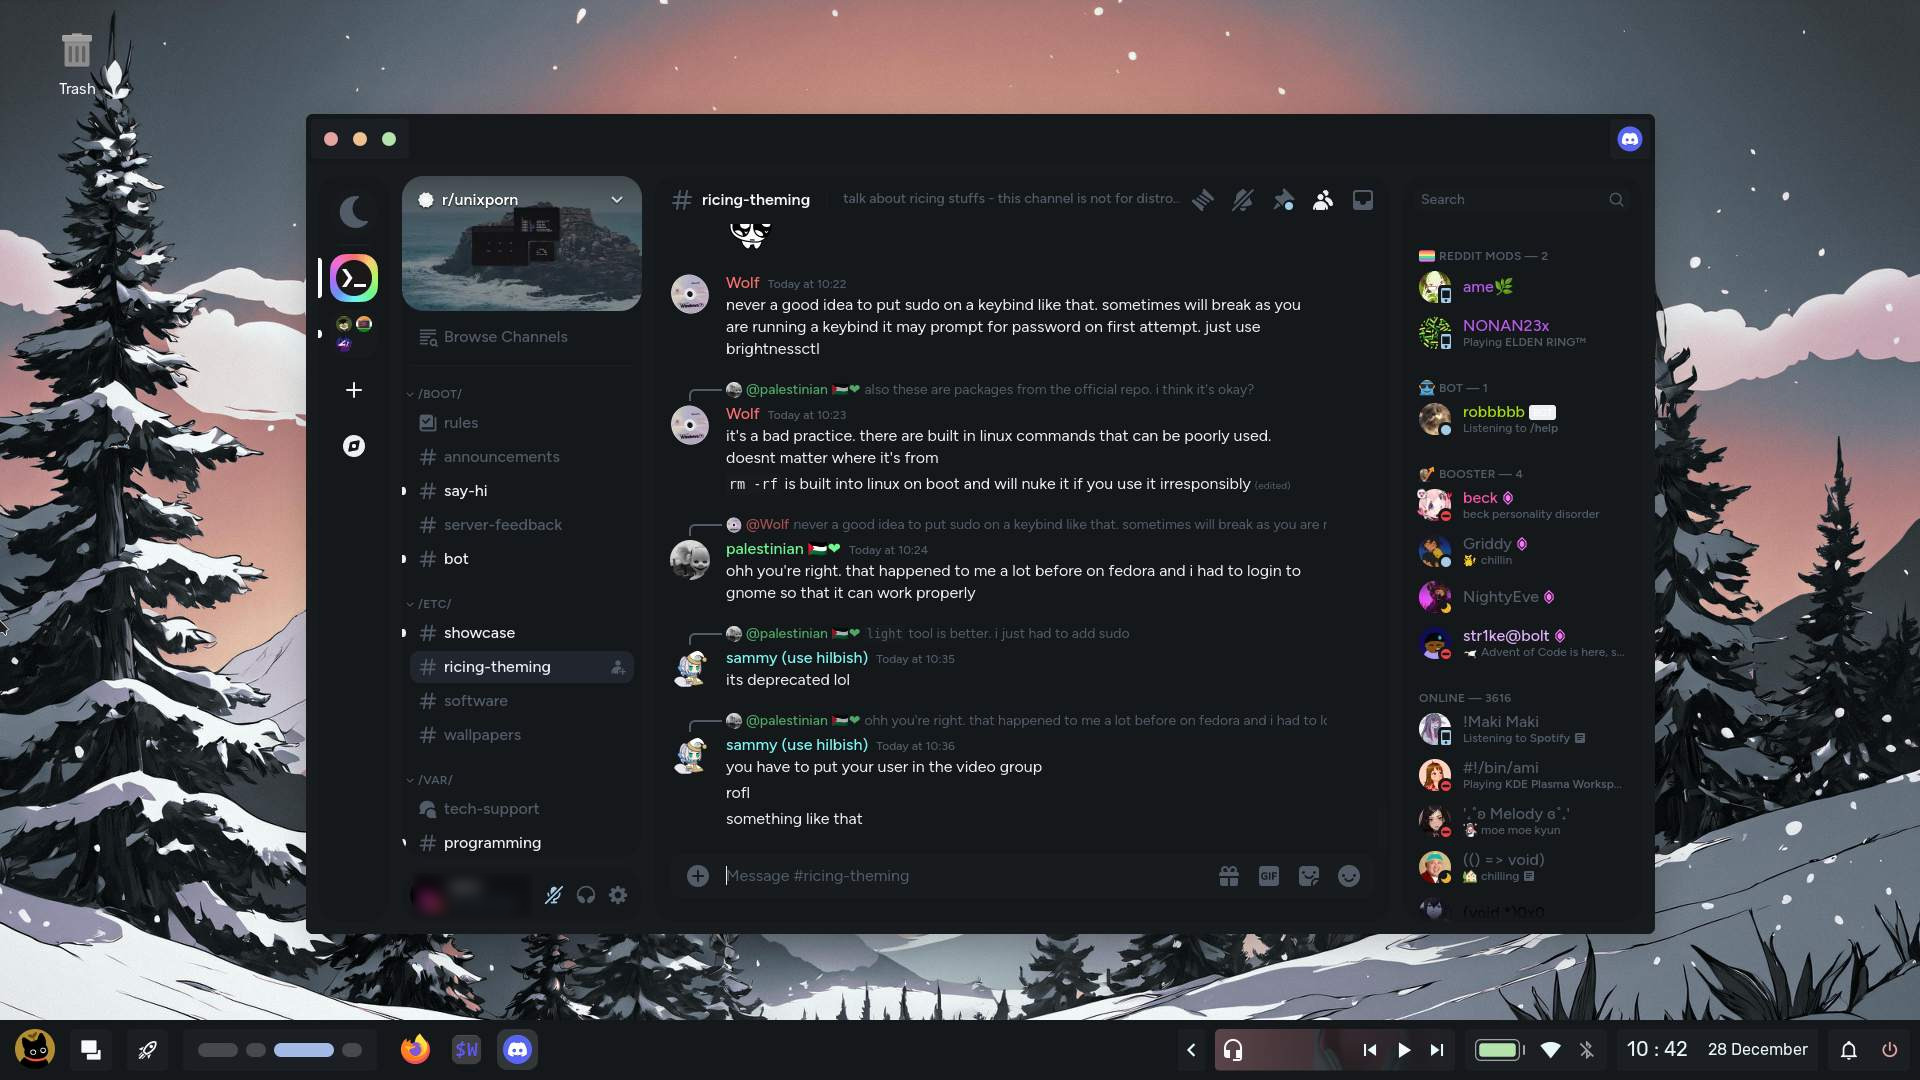 Trash
r/unixporn
Browse Channels
/BOOT/
rules
announcements
say-hi
server-feedback
bot
/ETC/
showcase
ricing-theming
software
wallpapers
/VAR/
tech-support
programming
ricing-theming
talk about ricing stuffs - this channel is not for distro...
Wolf Today at 10:22
never a good idea to put sudo on a keybind like that. sometimes will break as you
are running a keybind it may prompt for password on first attempt. just use
brightnessctl
@palestinian 🇵🇸❤ also these are packages from the official repo. i think it's okay?
Wolf Today at 10:23
it's a bad practice. there are built in linux commands that can be poorly used.
doesnt matter where it's from
rm -rf is built into linux on boot and will nuke it if you use it irresponsibly (edited)
@Wolf never a good idea to put sudo on a keybind like that. sometimes will break as you are r
palestinian 🇵🇸❤ Today at 10:24
ohh you're right. that happened to me a lot before on fedora and i had to login to
gnome so that it can work properly
@palestinian 🇵🇸❤ light tool is better. i just had to add sudo
sammy (use hilbish) Today at 10:35
its deprecated lol
@palestinian 🇵🇸❤ ohh you're right. that happened to me a lot before on fedora and i had to lo
sammy (use hilbish) Today at 10:36
you have to put your user in the video group
rofl
something like that
Message #ricing-theming
GIF
Search
REDDIT MODS — 2
ame🌿
NONAN23x
Playing ELDEN RING™
BOT — 1
robbbbb
Listening to /help
BOOSTER — 4
beck
beck personality disorder
Griddy
chillin
NightyEve
str1ke@bolt
Advent of Code is here, s...
ONLINE — 3616
!Maki Maki
Listening to Spotify
#!/bin/ami
Playing KDE Plasma Worksp...
Melody
moe moe kyun
(() => void)
chilling
(void *)0x0
$W
10 : 42
28 December